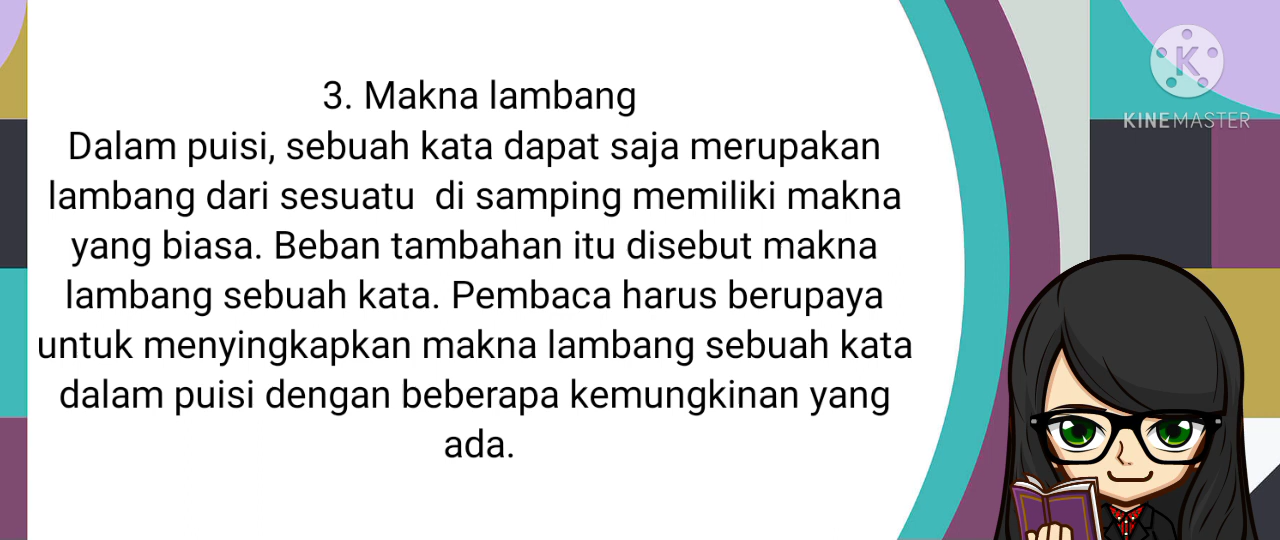 3. Makna lambang
Dalam puisi, sebuah kata dapat saja merupakan
lambang dari sesuatu  di samping memiliki makna
yang biasa. Beban tambahan itu disebut makna
lambang sebuah kata. Pembaca harus berupaya
untuk menyingkapkan makna lambang sebuah kata
dalam puisi dengan beberapa kemungkinan yang
ada.
K
KINEMASTER